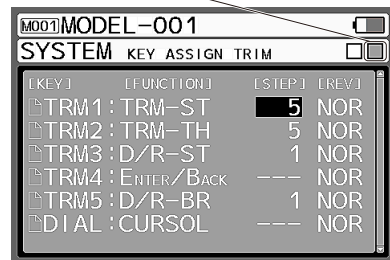 M001 MODEL-001
SYSTEM KEY ASSIGN TRIM
[KEY] [FUNCTION] [STEP] [REV]
TRM1:TRM-ST 5 NOR
TRM2:TRM-TH 5 NOR
TRM3:D/R-ST 1 NOR
TRM4:ENTER/BACK --- NOR
TRM5:D/R-BR 1 NOR
DIAL:CURSOL --- NOR